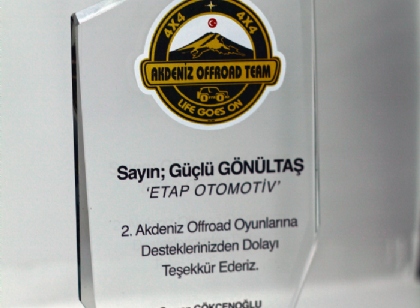 4X4 4X4
AKDENİZ OFFROAD TEAM
LIFE GOES ON
Sayın; Güçlü GÖNÜLTAŞ
‘ETAP OTOMOTİV’
2. Akdeniz Offroad Oyunlarına
Desteklerinizden Dolayı
Teşekkür Ederiz.
GÖKÇENOĞLU